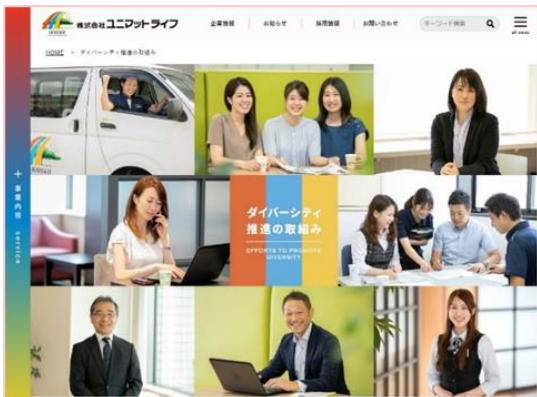 株式会社ユニマットライフ
企業情報
お知らせ
採用情報
お問い合わせ
キーワード検索
all menu
HOME > ダイバーシティ推進の取組み
+ 事業内容 service
ダイバーシティ
推進の取組み
EFFORTS TO PROMOTE
DIVERSITY